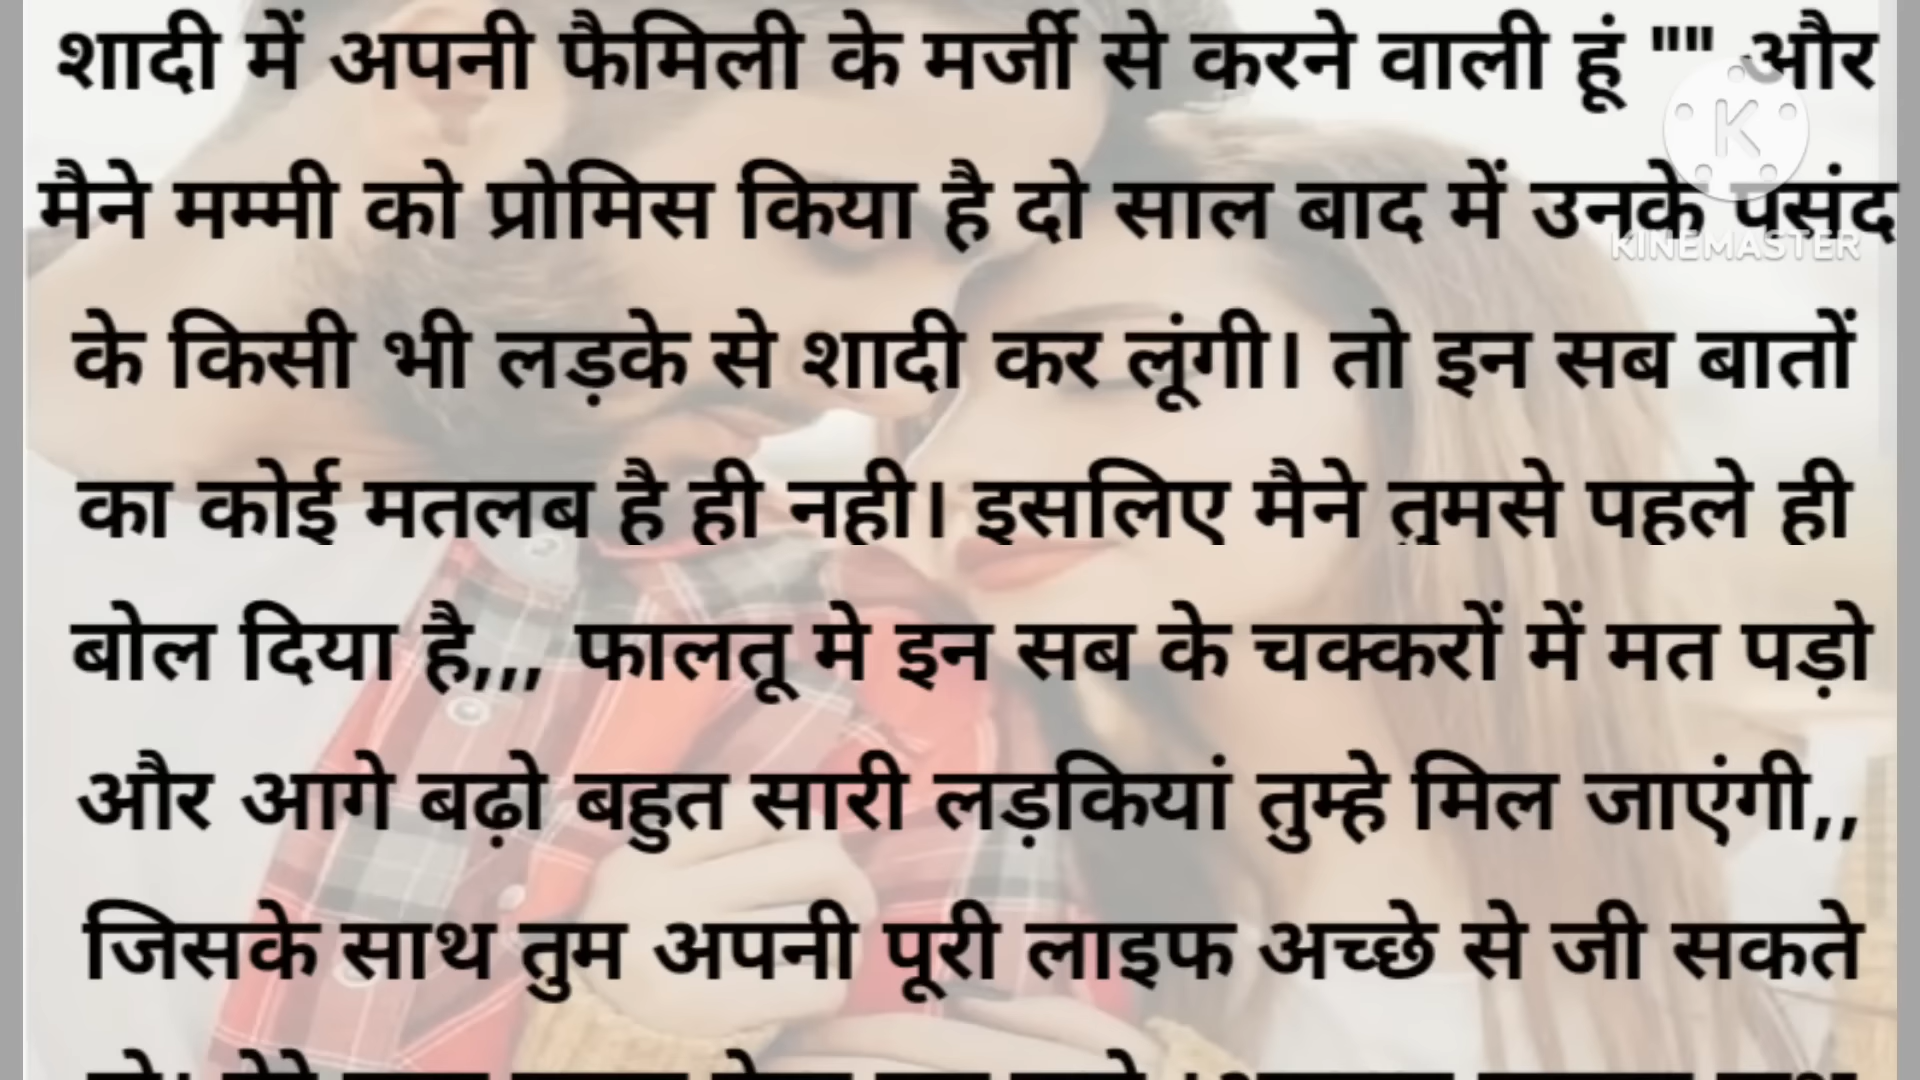 शादी में अपनी फैमिली के मर्जी से करने वाली हूं "" और
मैने मम्मी को प्रोमिस किया है दो साल बाद में उनके पसंद
के किसी भी लड़के से शादी कर लूंगी। तो इन सब बातों
का कोई मतलब है ही नही। इसलिए मैने तुमसे पहले ही
बोल दिया है,,, फालतू मे इन सब के चक्करों में मत पड़ो
और आगे बढ़ो बहुत सारी लड़कियां तुम्हे मिल जाएंगी,,
जिसके साथ तुम अपनी पूरी लाइफ अच्छे से जी सकते
K
KINEMASTER